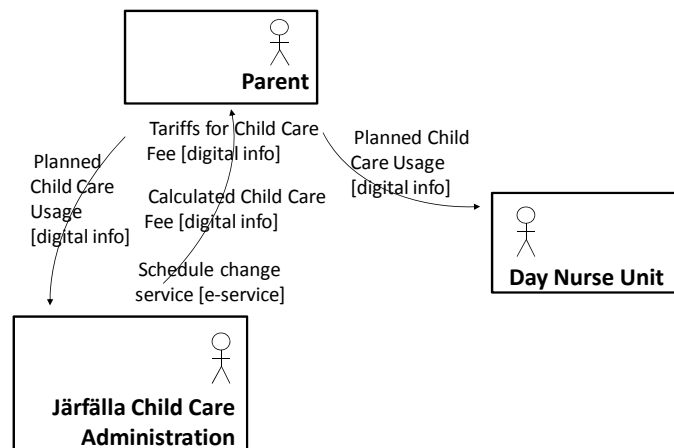 Parent
Tariffs for Child Care
Fee [digital info]
Planned Child
Care Usage
[digital info]
Planned
Child Care
Usage
[digital info]
Calculated Child Care
Fee [digital info]
Schedule change
service [e-service]
Day Nurse Unit
Järfälla Child Care
Administration